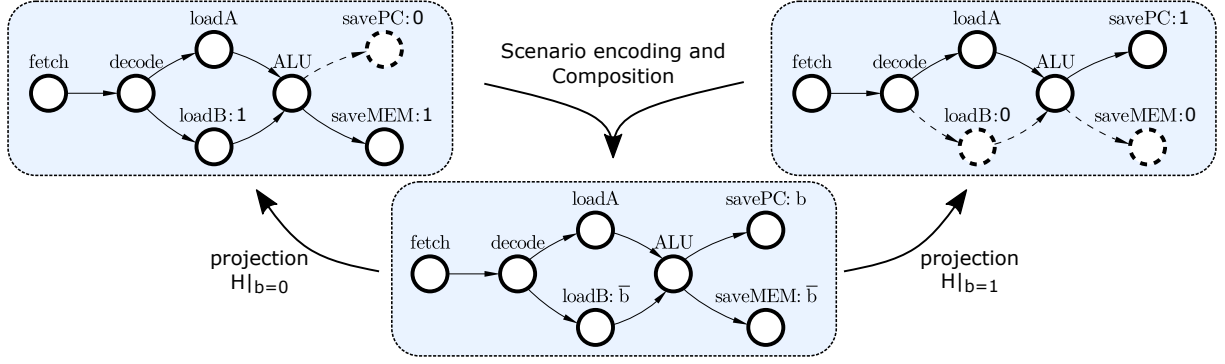 loadA
savePC: 0
fetch
decode
ALU
loadB: 1
saveMEM: 1
Scenario encoding and
Composition
loadA
savePC: 1
fetch
decode
ALU
loadB: 0
saveMEM: 0
projection
H|b=0
loadA
savePC: b
fetch
decode
ALU
loadB: b̅
saveMEM: b̅
projection
H|b=1